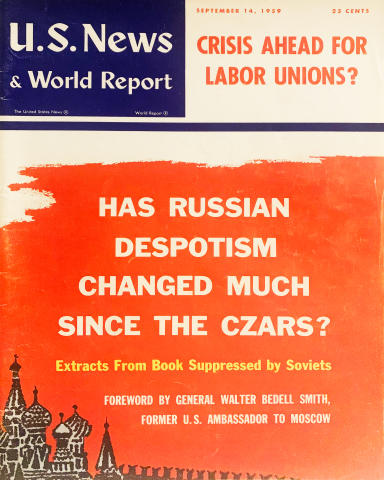 U.S. News
& World Report
The United States News ®
World Report ®
SEPTEMBER 14, 1959
25 CENTS
CRISIS AHEAD FOR
LABOR UNIONS?
HAS RUSSIAN
DESPOTISM
CHANGED MUCH
SINCE THE CZARS?
Extracts From Book Suppressed by Soviets
FOREWORD BY GENERAL WALTER BEDELL SMITH,
FORMER U.S. AMBASSADOR TO MOSCOW